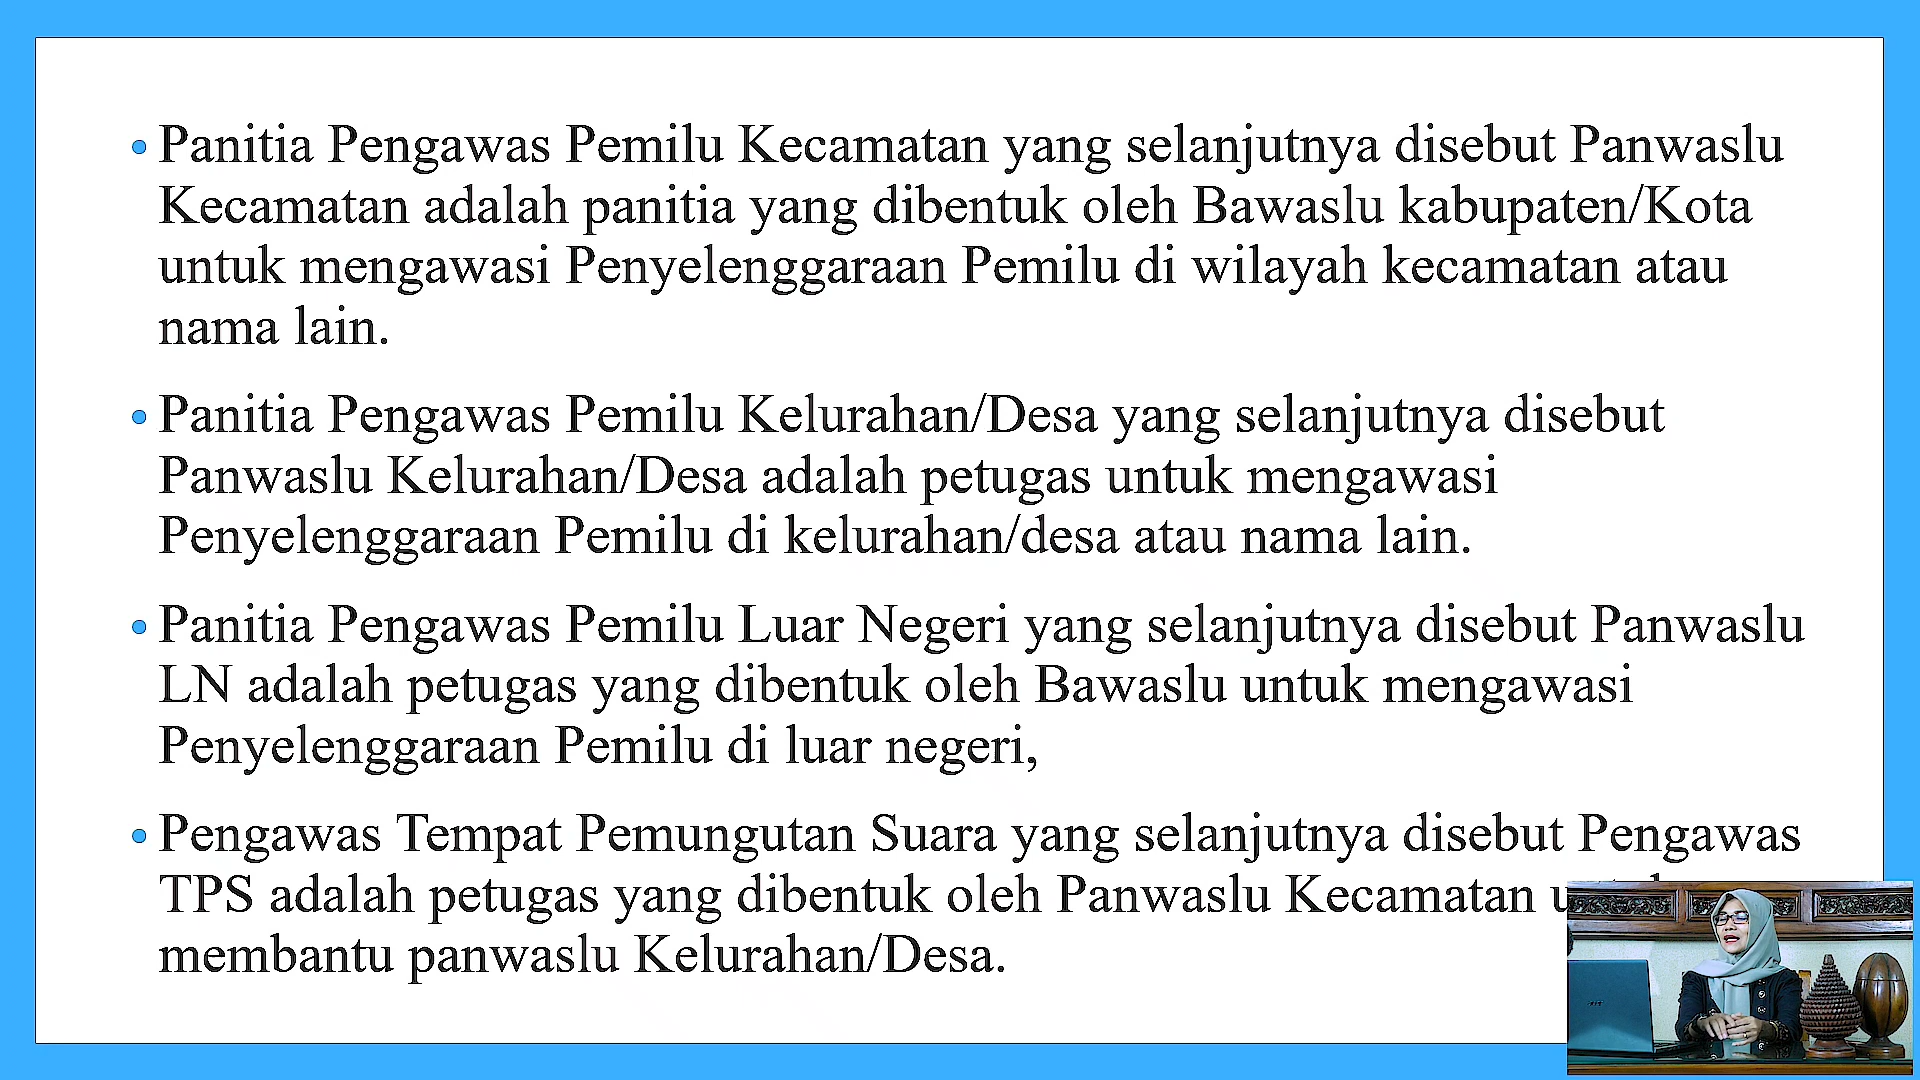 • Panitia Pengawas Pemilu Kecamatan yang selanjutnya disebut Panwaslu
Kecamatan adalah panitia yang dibentuk oleh Bawaslu kabupaten/Kota
untuk mengawasi Penyelenggaraan Pemilu di wilayah kecamatan atau
nama lain.
• Panitia Pengawas Pemilu Kelurahan/Desa yang selanjutnya disebut
Panwaslu Kelurahan/Desa adalah petugas untuk mengawasi
Penyelenggaraan Pemilu di kelurahan/desa atau nama lain.
• Panitia Pengawas Pemilu Luar Negeri yang selanjutnya disebut Panwaslu
LN adalah petugas yang dibentuk oleh Bawaslu untuk mengawasi
Penyelenggaraan Pemilu di luar negeri,
• Pengawas Tempat Pemungutan Suara yang selanjutnya disebut Pengawas
TPS adalah petugas yang dibentuk oleh Panwaslu Kecamatan
membantu panwaslu Kelurahan/Desa.